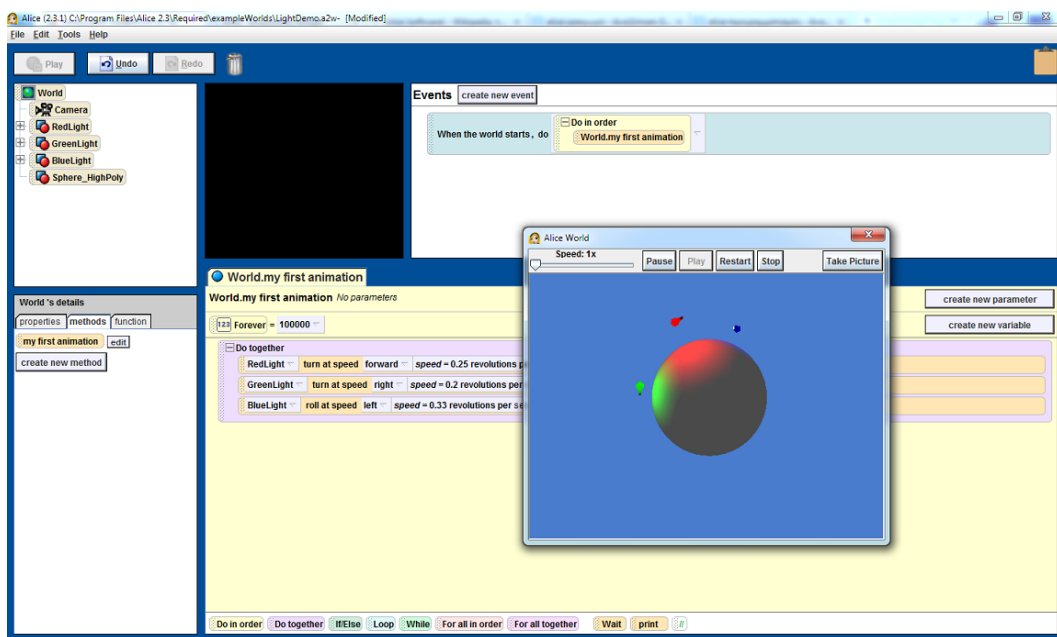 Alice (2.3.1) C:\Program Files\Alice 2.3\Required\exampleWorlds\LightDemo.a2w- [Modified]
File Edit Tools Help
Play Undo Redo
World
Camera
RedLight
GreenLight
BlueLight
Sphere_HighPoly
Events create new event
When the world starts, do
Do in order
World.my first animation
World 's details
properties methods function
my first animation edit
create new method
World.my first animation
World.my first animation No parameters
create new parameter
123 Forever = 100000
create new variable
Do together
RedLight turn at speed forward speed = 0.25 revolutions
GreenLight turn at speed right speed = 0.2 revolutions per
BlueLight roll at speed left speed = 0.33 revolutions per
Alice World
Speed: 1x
Pause Play Restart Stop Take Picture
Do in order Do together If/Else Loop While For all in order For all together Wait print //